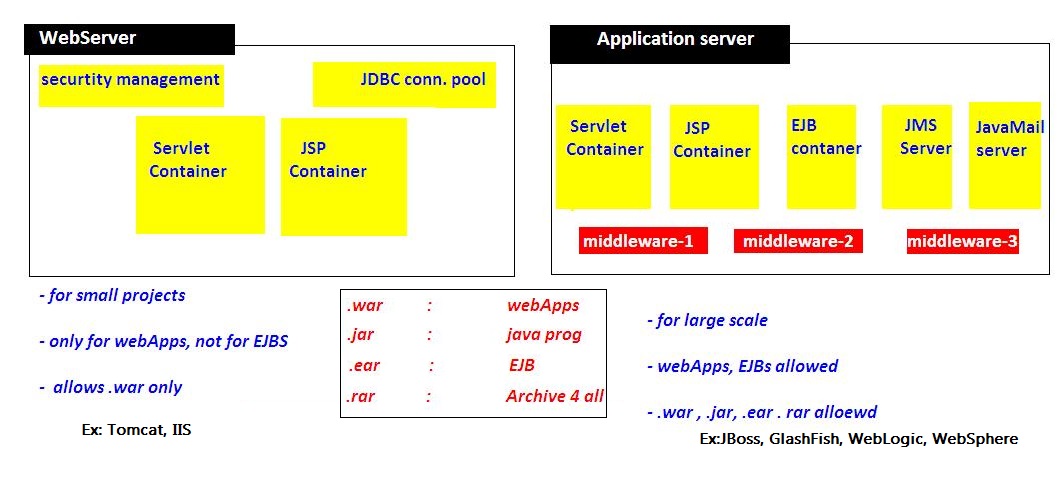 WebServer
securtity management
JDBC conn. pool
Servlet
Container
JSP
Container
- for small projects
- only for webApps, not for EJBS
- allows .war only
Ex: Tomcat, IIS
.war : webApps
.jar : java prog
.ear : EJB
.rar : Archive 4 all
Application server
Servlet
Container
JSP
Container
EJB
contaner
JMS
Server
JavaMail
server
middleware-1
middleware-2
middleware-3
- for large scale
- webApps, EJBs allowed
- .war , .jar, .ear . rar alloewd
Ex:JBoss, GlashFish, WebLogic, WebSphere